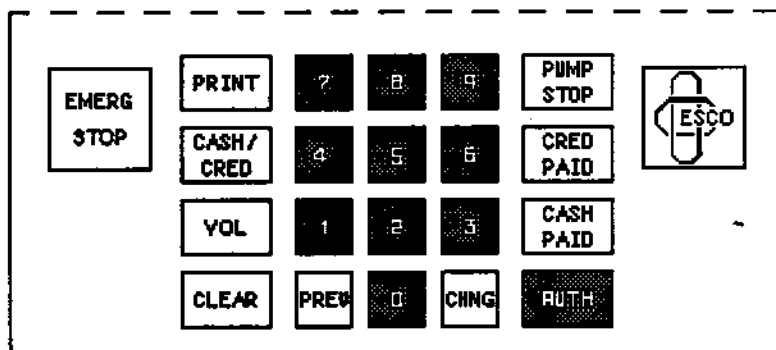 EMERG
STOP
PRINT
7
8
9
PUMP
STOP
ESCO
CASH/
CRED
4
5
6
CRED
PAID
VOL
1
2
3
CASH
PAID
CLEAR
PREV
0
CHNG
AUTH